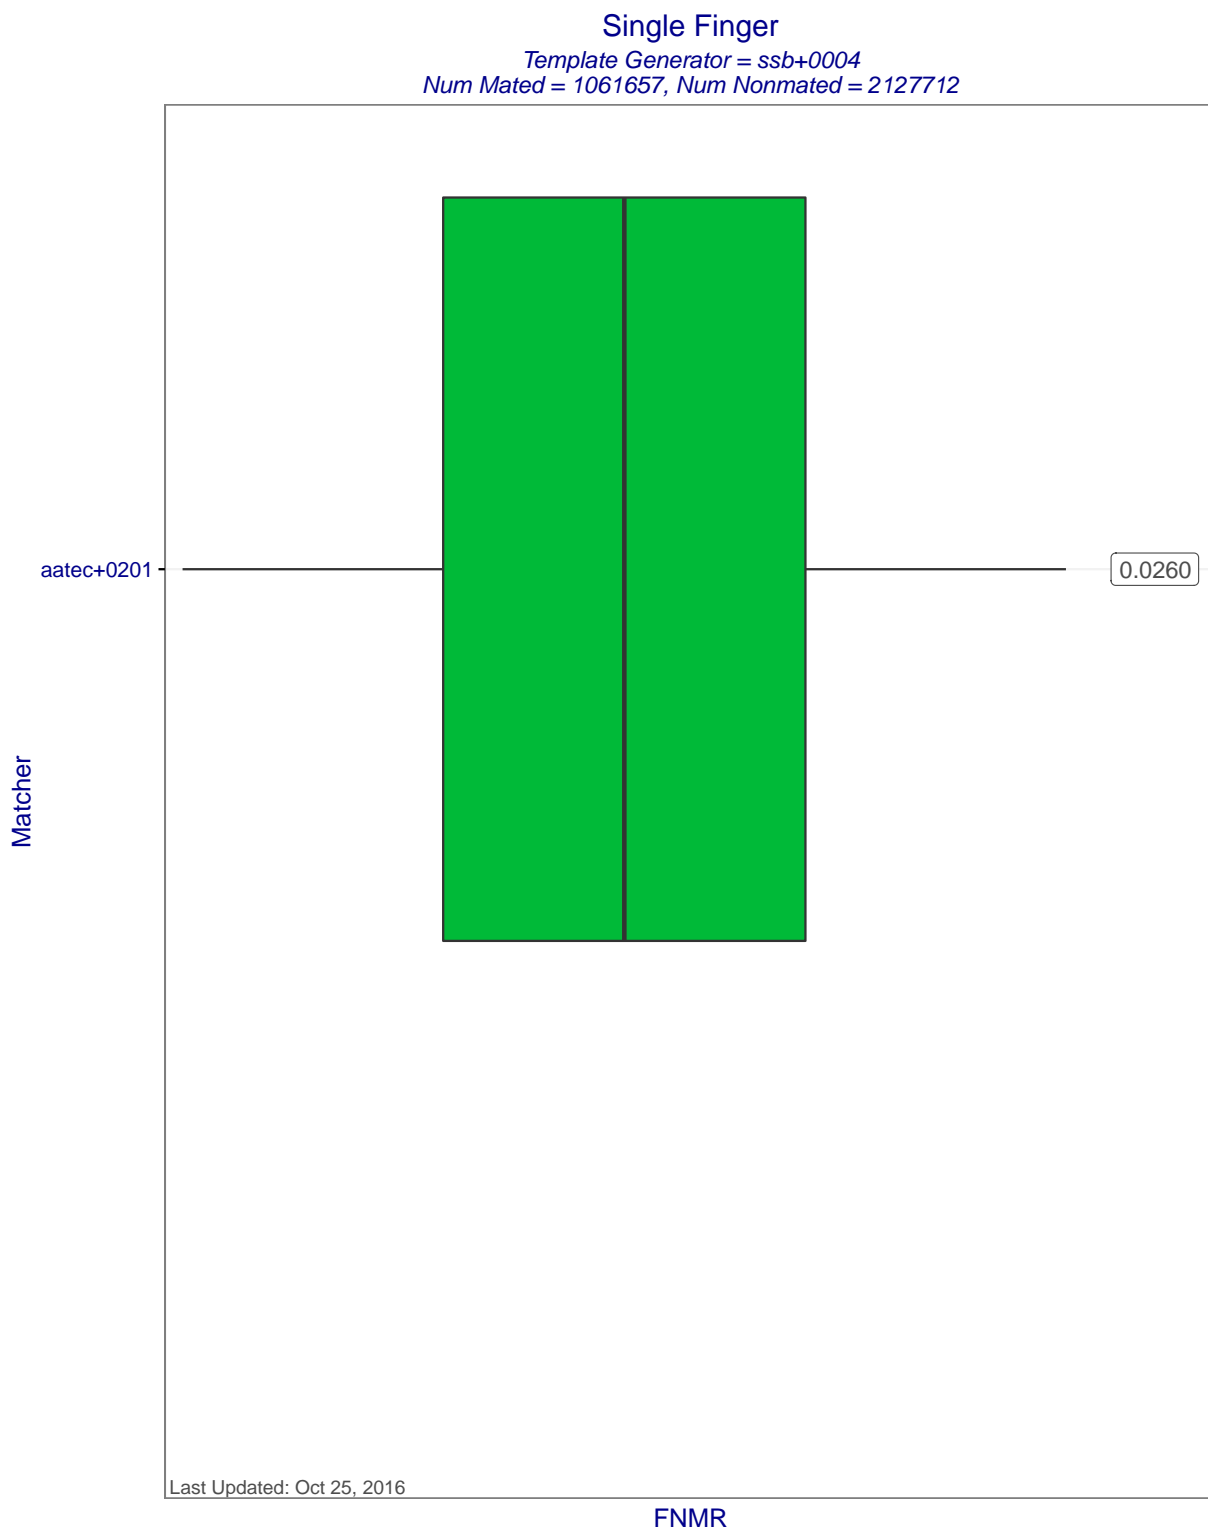 Single Finger
Template Generator = ssb+0004
Num Mated = 1061657, Num Nonmated = 2127712
aatec+0201
0.0260
Matcher
Last Updated: Oct 25, 2016
FNMR